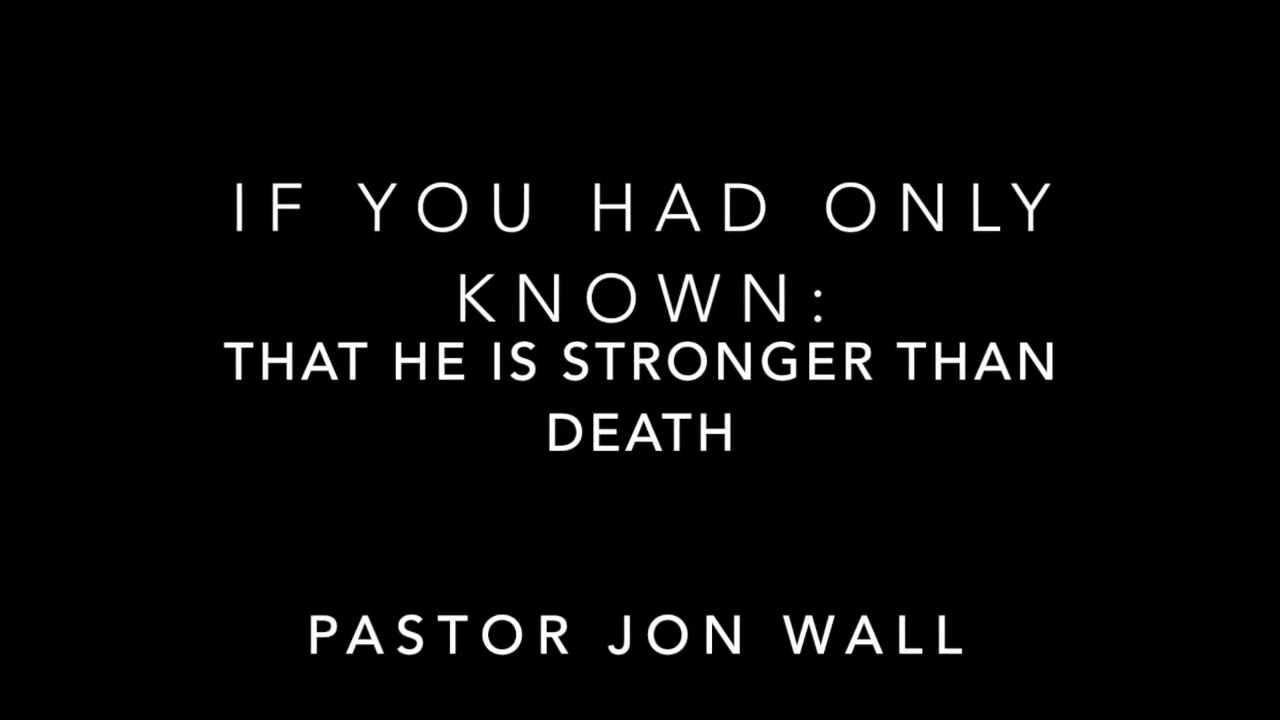 IF YOU HAD ONLY
KNOWN:
THAT HE IS STRONGER THAN
DEATH
PASTOR JON WALL